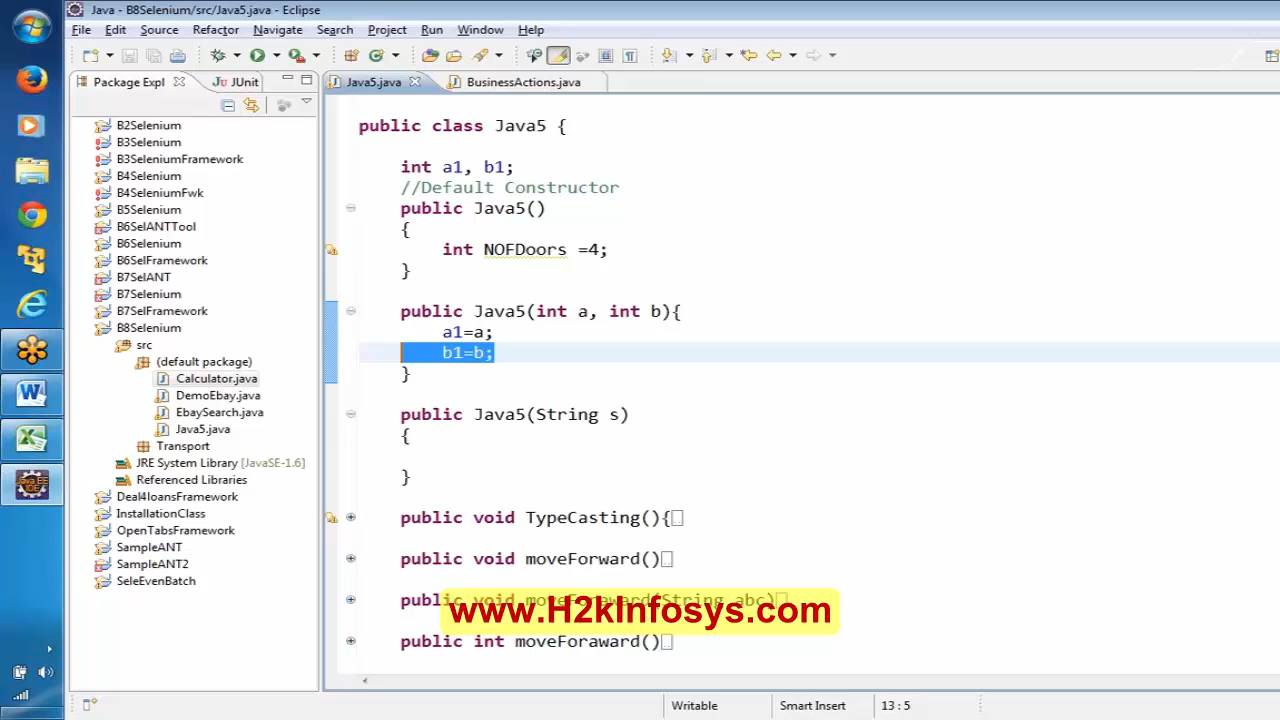 Java - B8Selenium/src/Java5.java - Eclipse
File Edit Source Refactor Navigate Search Project Run Window Help
Package Expl JUnit Java5.java BusinessActions.java
B2Selenium
B3Selenium
B3SeleniumFramework
B4Selenium
B4SeleniumFwk
B5Selenium
B6SelANTTool
B6Selenium
B6SelFramework
B7SelANT
B7Selenium
B7SelFramework
B8Selenium
src
(default package)
Calculator.java
DemoEbay.java
EbaySearch.java
Java5.java
Transport
JRE System Library [JavaSE-1.6]
Referenced Libraries
Deal4loansFramework
InstallationClass
OpenTabsFramework
SampleANT
SampleANT2
SeleEvenBatch
public class Java5 {
int a1, b1;
//Default Constructor
public Java5()
{
int NOFDoors =4;
}
public Java5(int a, int b){
a1=a;
b1=b;
}
public Java5(String s)
{
}
public void TypeCasting(){
public void moveForward()
public void (String abc)
www.H2kInfosys.com
public int moveForaward()
Writable Smart Insert 13 : 5